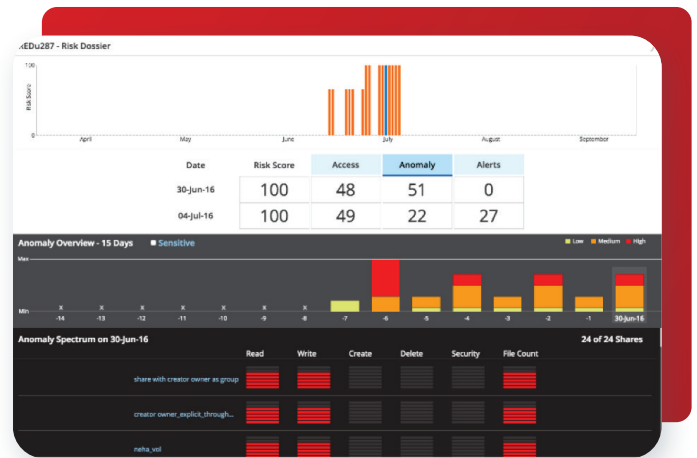 kEDu287 - Risk Dossier
100
Risk Score
0
April May June July August September
Date Risk Score Access Anomaly Alerts
30-Jun-16 100 48 51 0
04-Jul-16 100 49 22 27
Anomaly Overview - 15 Days Sensitive Low Medium High
Max
Min
x x x x x x x
-14 -13 -12 -11 -10 -9 -8 -7 -6 -5 -4 -3 -2 -1 30-Jun-16
Anomaly Spectrum on 30-Jun-16 24 of 24 Shares
Read Write Create Delete Security File Count
share with creator owner as group
creator owner_explicit_through...
neha_vol